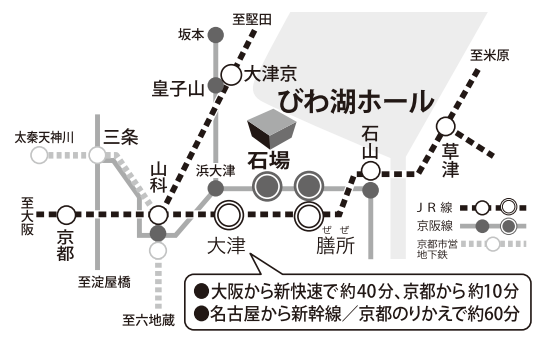 至堅田
坂本
至米原
大津京
皇子山
びわ湖ホール
石山
草津
太秦天神川
三条
山科
浜大津
石場
至大阪
京都
JR線
京阪線
京都市営
地下鉄
大津
ぜぜ
膳所
至淀屋橋
至六地蔵
●大阪から新快速で約40分、京都から約10分
●名古屋から新幹線／京都のりかえで約60分